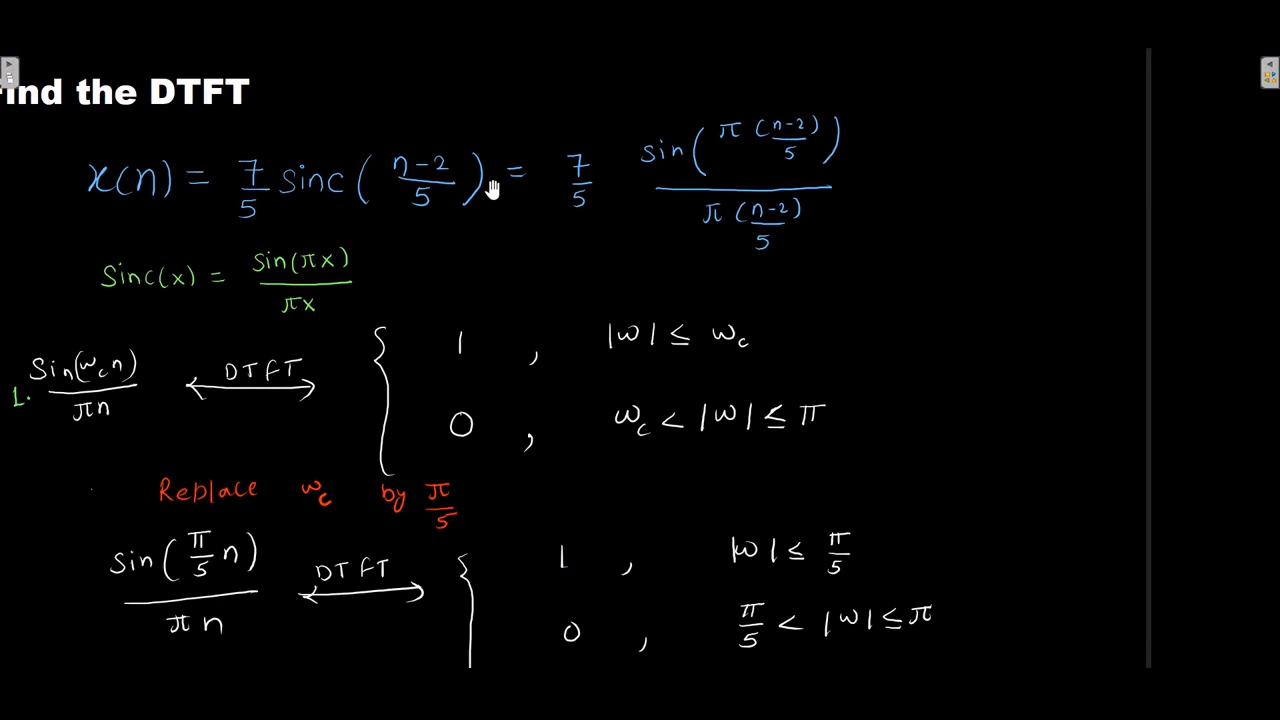 ind the DTFT
x(n) = 7/5 sinc( (n-2)/5 ) = 7/5 sin( π (n-2)/5 ) / ( π (n-2)/5 )
Sinc(x) = sin(πx) / πx
1. Sin(ω_c n) / πn ⟷ DTFT { 1 , |ω| ≤ ω_c
0 , ω_c < |ω| ≤ π
Replace ω_c by π/5
sin( π/5 n ) / πn ⟷ DTFT { 1 , |ω| ≤ π/5
0 , π/5 < |ω| ≤ π